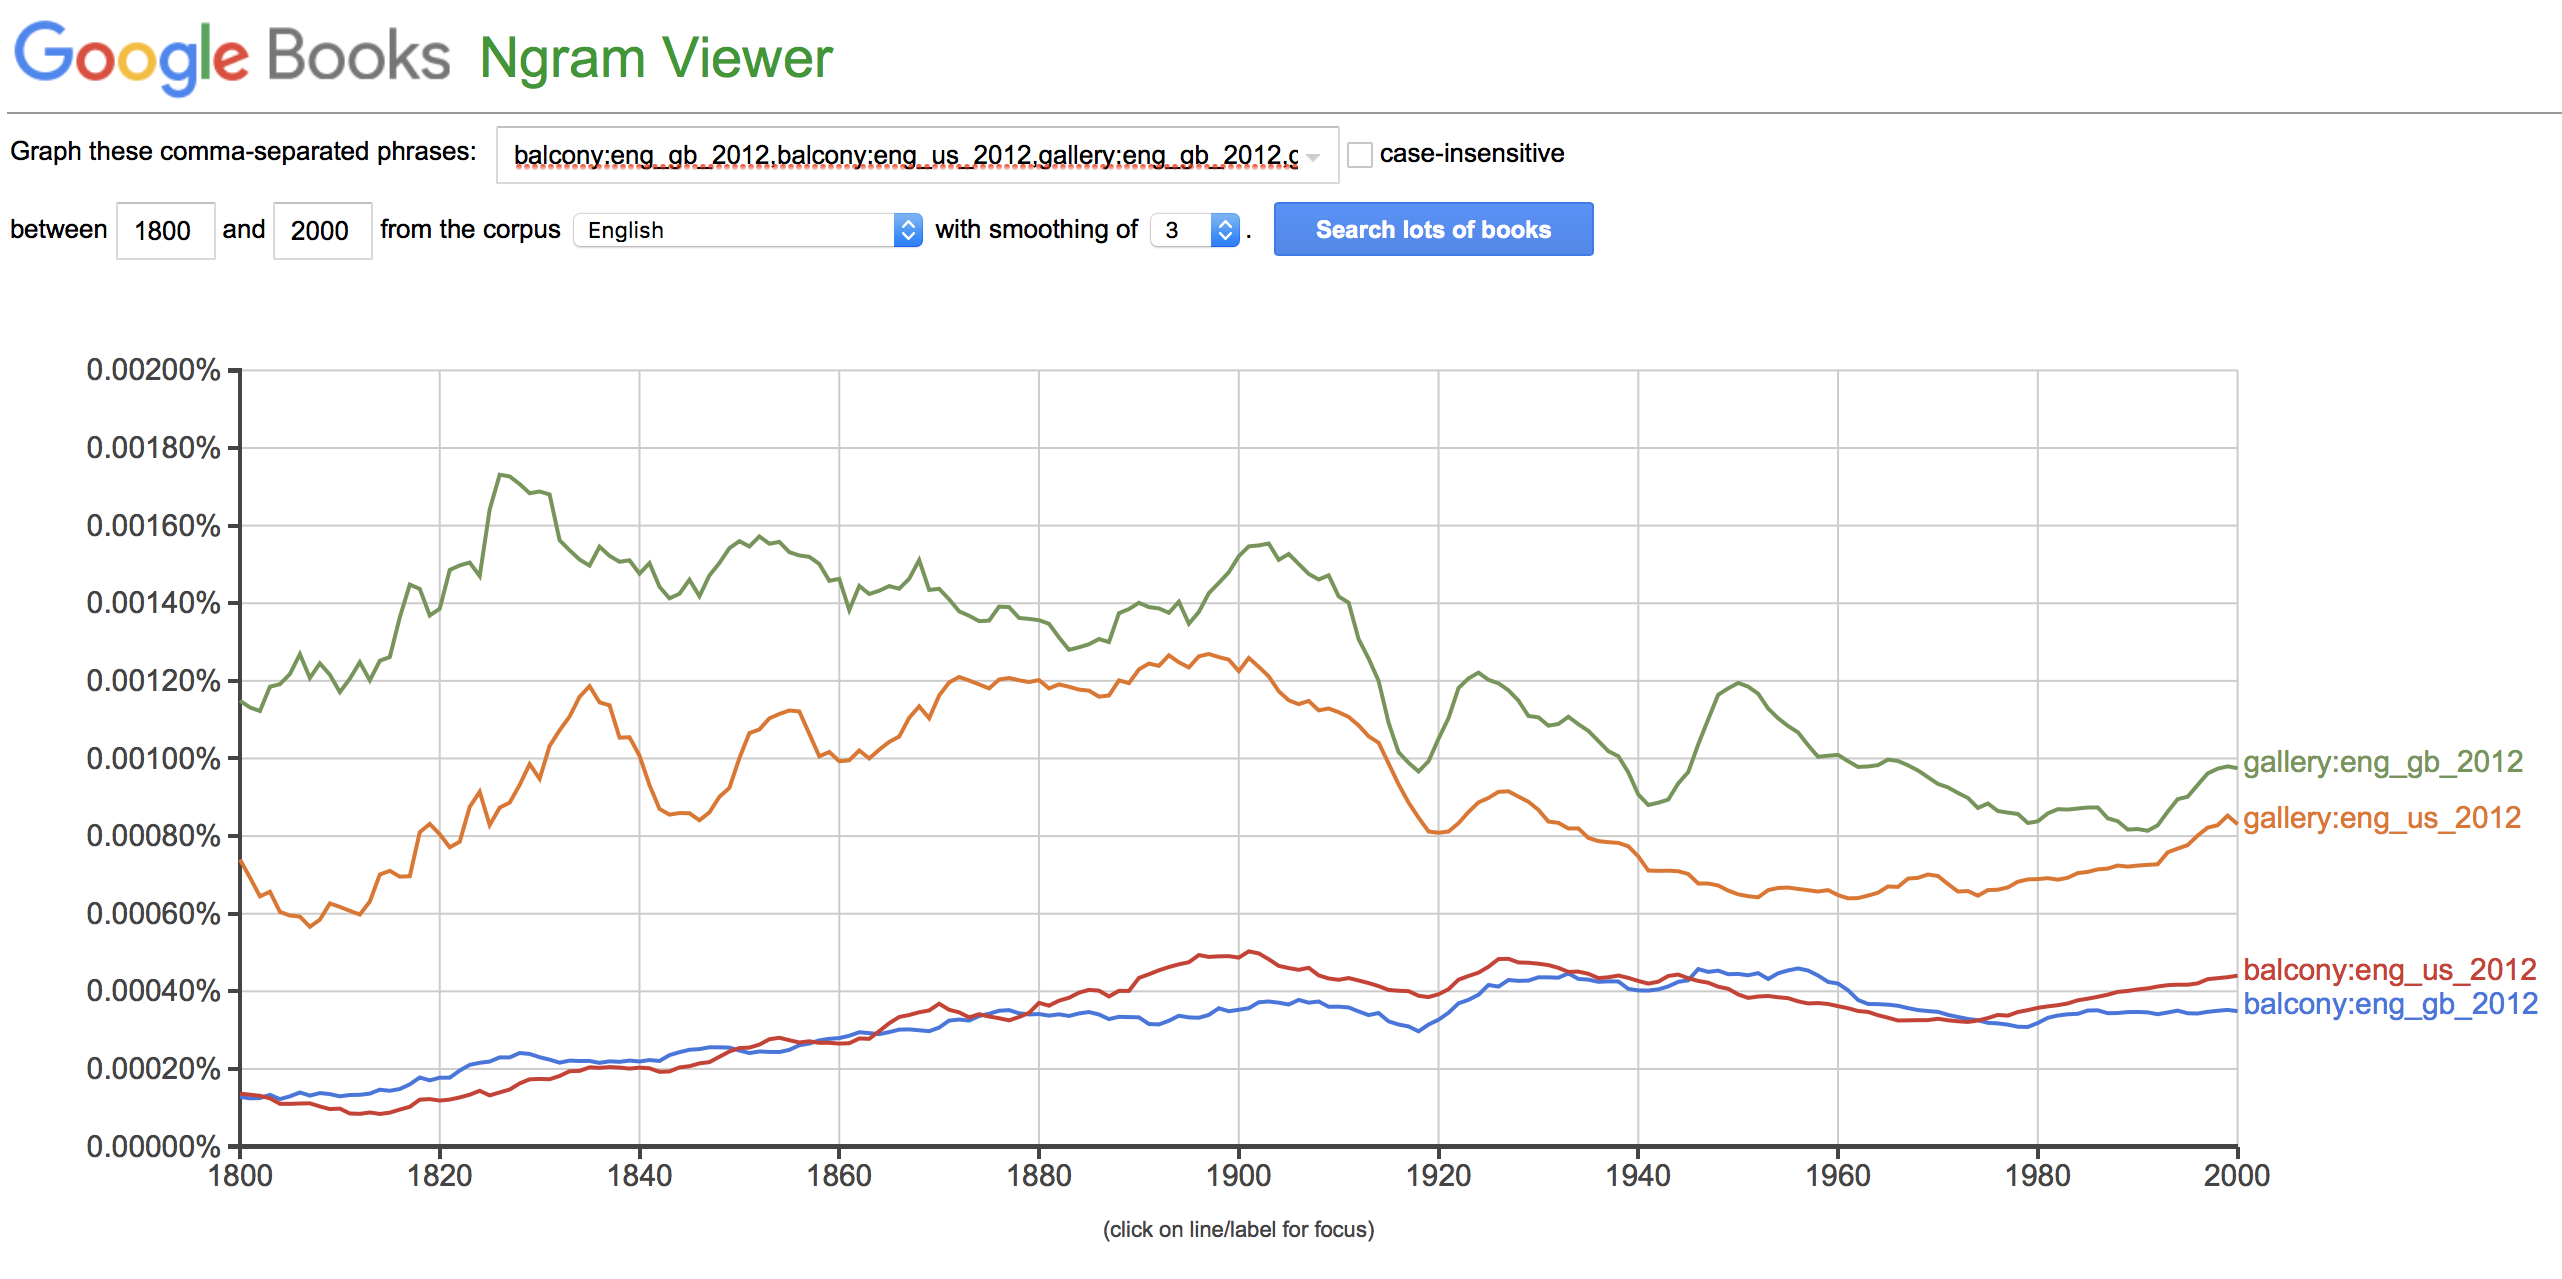 Google Books Ngram Viewer
Graph these comma-separated phrases: balcony:eng_gb_2012,balcony:eng_us_2012,gallery:eng_gb_2012,g case-insensitive
between 1800 and 2000 from the corpus English with smoothing of 3 . Search lots of books
0.00200%
0.00180%
0.00160%
0.00140%
0.00120%
0.00100%
0.00080%
0.00060%
0.00040%
0.00020%
0.00000%
gallery:eng_gb_2012
gallery:eng_us_2012
balcony:eng_us_2012
balcony:eng_gb_2012
1800 1820 1840 1860 1880 1900 1920 1940 1960 1980 2000
(click on line/label for focus)